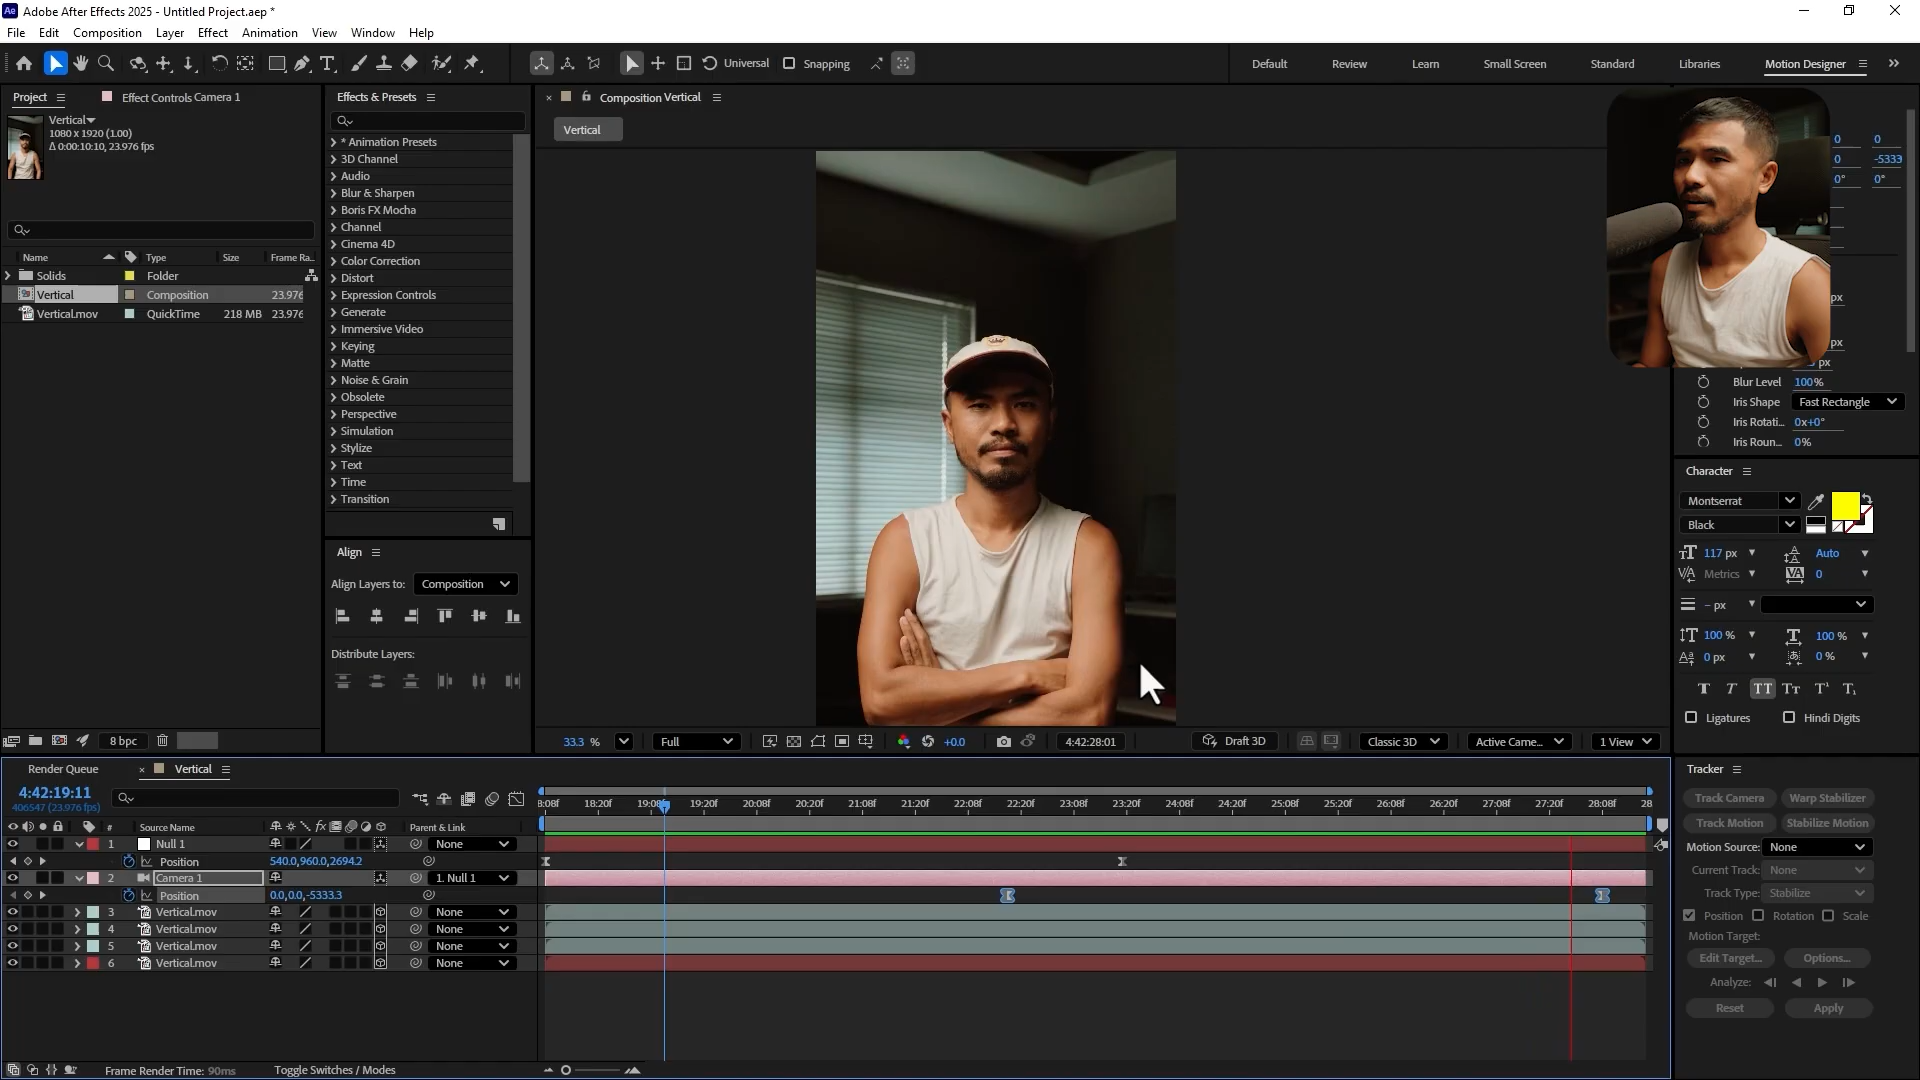 Ae Adobe After Effects 2025 - Untitled Project.aep *
File Edit Composition Layer Effect Animation View Window Help
Universal Snapping Default Review Learn Small Screen Standard Libraries Motion Designer
Project Effect Controls Camera 1
Vertical
1080 x 1920 (1.00)
Δ 0:00:10:10, 23.976 fps
Name Type Size Frame Ra..
Solids Folder
Vertical Composition 23.976
Vertical.mov QuickTime 218 MB 23.976
8 bpc
Effects & Presets
* Animation Presets
3D Channel
Audio
Blur & Sharpen
Boris FX Mocha
Channel
Cinema 4D
Color Correction
Distort
Expression Controls
Generate
Immersive Video
Keying
Matte
Noise & Grain
Obsolete
Perspective
Simulation
Stylize
Text
Time
Transition
Align
Align Layers to: Composition
Distribute Layers:
Composition Vertical
Vertical
33.3 % Full +0.0 4:42:28:01 Draft 3D Classic 3D Active Came... 1 View
0 0
0 -5333
0° 0°
px
px
px
Blur Level 100%
Iris Shape Fast Rectangle
Iris Rotati... 0x+0°
Iris Roun... 0%
Character
Montserrat
Black
117 px Auto
Metrics 0
- px
100 % 100 %
0 px 0 %
Ligatures Hindi Digits
Render Queue Vertical
4:42:19:11
406547 (23.976 fps)
3:08f 18:20f 19:08f 19:20f 20:08f 20:20f 21:08f 21:20f 22:08f 22:20f 23:08f 23:20f 24:08f 24:20f 25:08f 25:20f 26:08f 26:20f 27:08f 27:20f 28:08f 28
# Source Name Parent & Link
1 Null 1 None
Position 540.0,960.0,2694.2
2 Camera 1 1. Null 1
Position 0.0,0.0,-5333.3
3 Vertical.mov None
4 Vertical.mov None
5 Vertical.mov None
6 Vertical.mov None
Frame Render Time: 90ms Toggle Switches / Modes
Tracker
Track Camera Warp Stabilizer
Track Motion Stabilize Motion
Motion Source: None
Current Track: None
Track Type: Stabilize
Position Rotation Scale
Motion Target:
Edit Target... Options...
Analyze:
Reset Apply